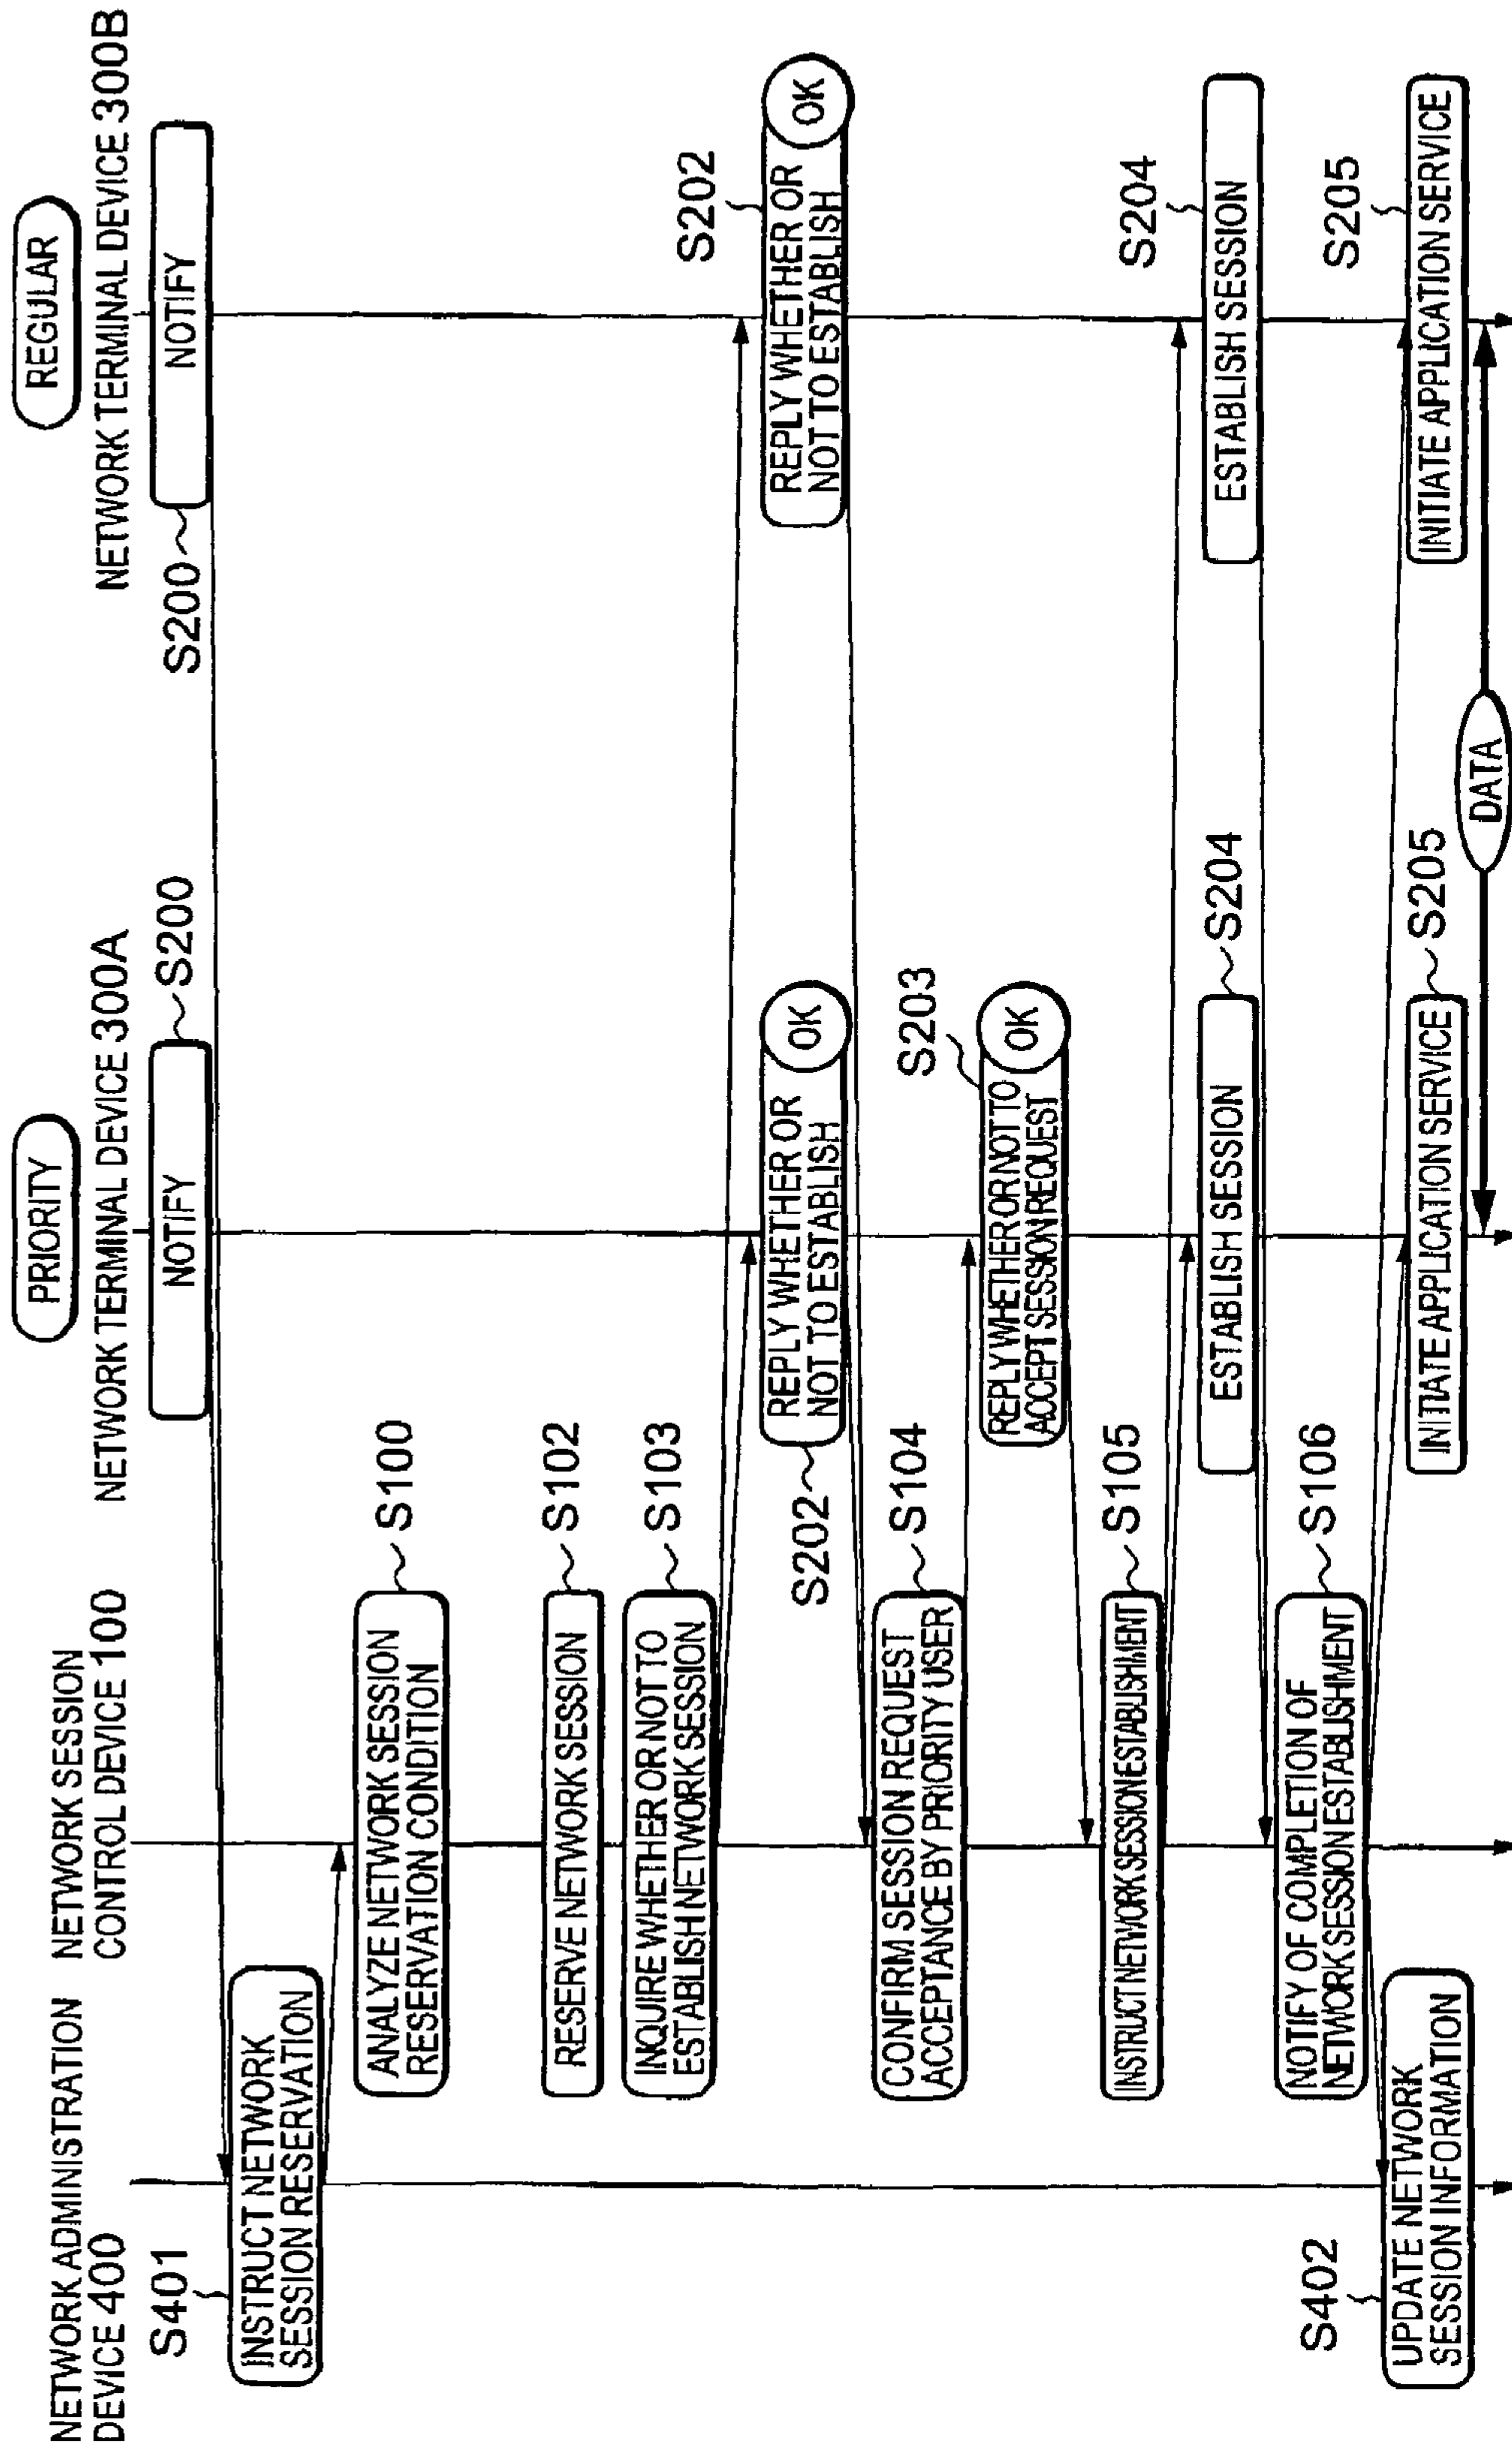 PRIORITY
REGULAR
NETWORK ADMINISTRATION
DEVICE 400
NETWORK SESSION
CONTROL DEVICE 100
NETWORK TERMINAL DEVICE 300A
NETWORK TERMINAL DEVICE 300B
NOTIFY
S200
S200
NOTIFY
S401
INSTRUCT NETWORK
SESSION RESERVATION
ANALYZE NETWORK SESSION
RESERVATION CONDITION
S100
RESERVE NETWORK SESSION
S102
INQUIRE WHETHER OR NOT TO
ESTABLISH NETWORK SESSION
S103
S202
REPLY WHETHER OR
NOT TO ESTABLISH
OK
S202
REPLY WHETHER OR
NOT TO ESTABLISH
OK
CONFIRM SESSION REQUEST
ACCEPTANCE BY PRIORITY USER
S104
S203
REPLY WHETHER OR NOT TO
ACCEPT SESSION REQUEST
OK
INSTRUCT NETWORK SESSION ESTABLISHMENT
S105
ESTABLISH SESSION
S204
ESTABLISH SESSION
S204
NOTIFY OF COMPLETION OF
NETWORK SESSION ESTABLISHMENT
S106
S402
UPDATE NETWORK
SESSION INFORMATION
INITIATE APPLICATION SERVICE
S205
INITIATE APPLICATION SERVICE
S205
DATA